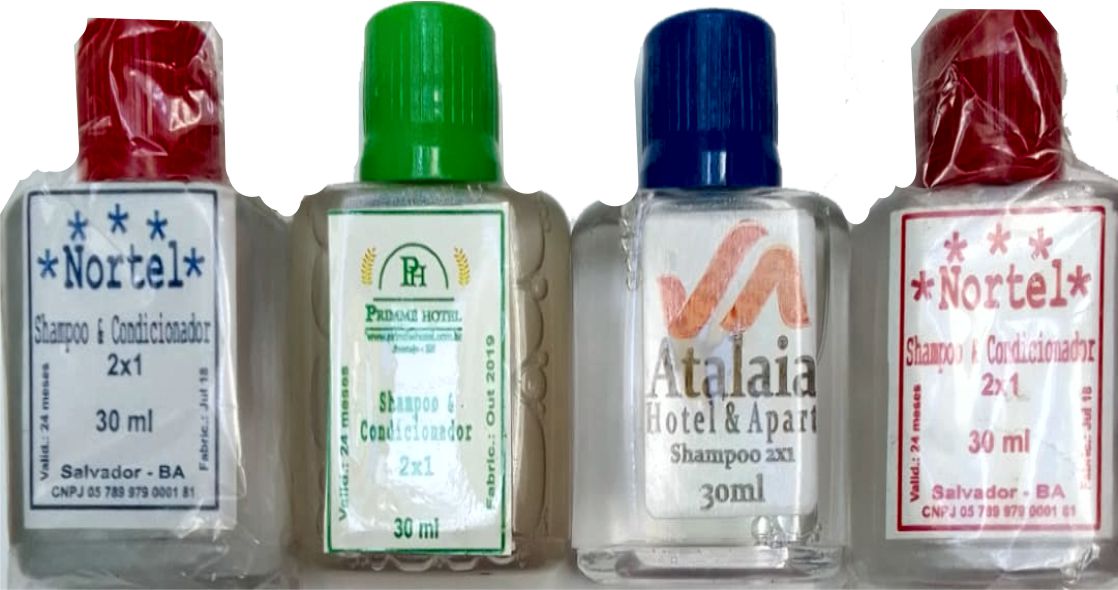 * * *
*Nortel*
Shampoo & Condicionador
2x1
30 ml
Valid.: 24 meses
Fabric.: Jul 18
Salvador - BA
CNPJ 05 789 979 0001 81
PH
PRIMME HOTEL
Shampoo &
Condicionador
2x1
Valid.: 24 meses
Fabric.: Out 2019
30 ml
Atalaia
Hotel & Apart
Shampoo 2x1
30ml
* * *
*Nortel*
Shampoo & Condicionador
2x1
30 ml
Valid.: 24 meses
Fabric.: Jul 18
Salvador - BA
CNPJ 05 789 979 0001 81